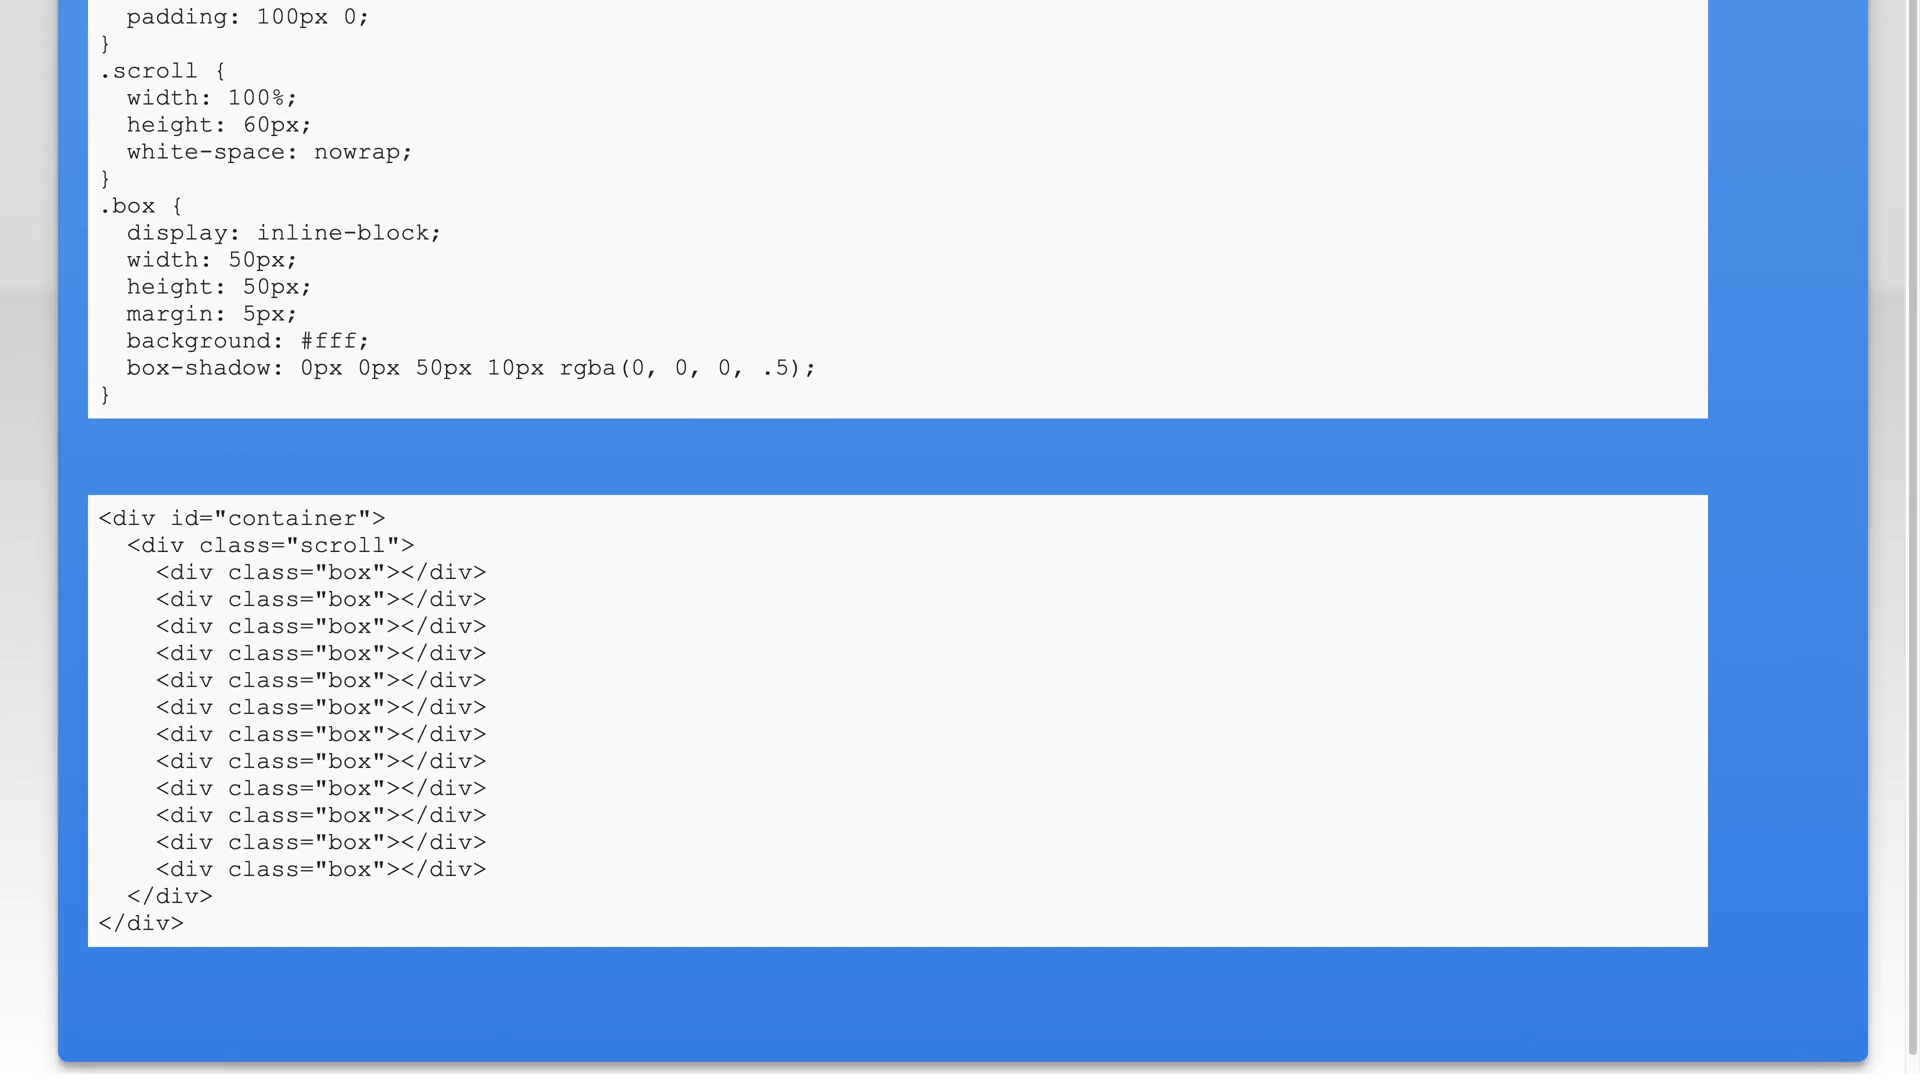 padding: 100px 0;
}
.scroll {
  width: 100%;
  height: 60px;
  white-space: nowrap;
}
.box {
  display: inline-block;
  width: 50px;
  height: 50px;
  margin: 5px;
  background: #fff;
  box-shadow: 0px 0px 50px 10px rgba(0, 0, 0, .5);
}
<div id="container">
  <div class="scroll">
    <div class="box"></div>
    <div class="box"></div>
    <div class="box"></div>
    <div class="box"></div>
    <div class="box"></div>
    <div class="box"></div>
    <div class="box"></div>
    <div class="box"></div>
    <div class="box"></div>
    <div class="box"></div>
    <div class="box"></div>
    <div class="box"></div>
  </div>
</div>